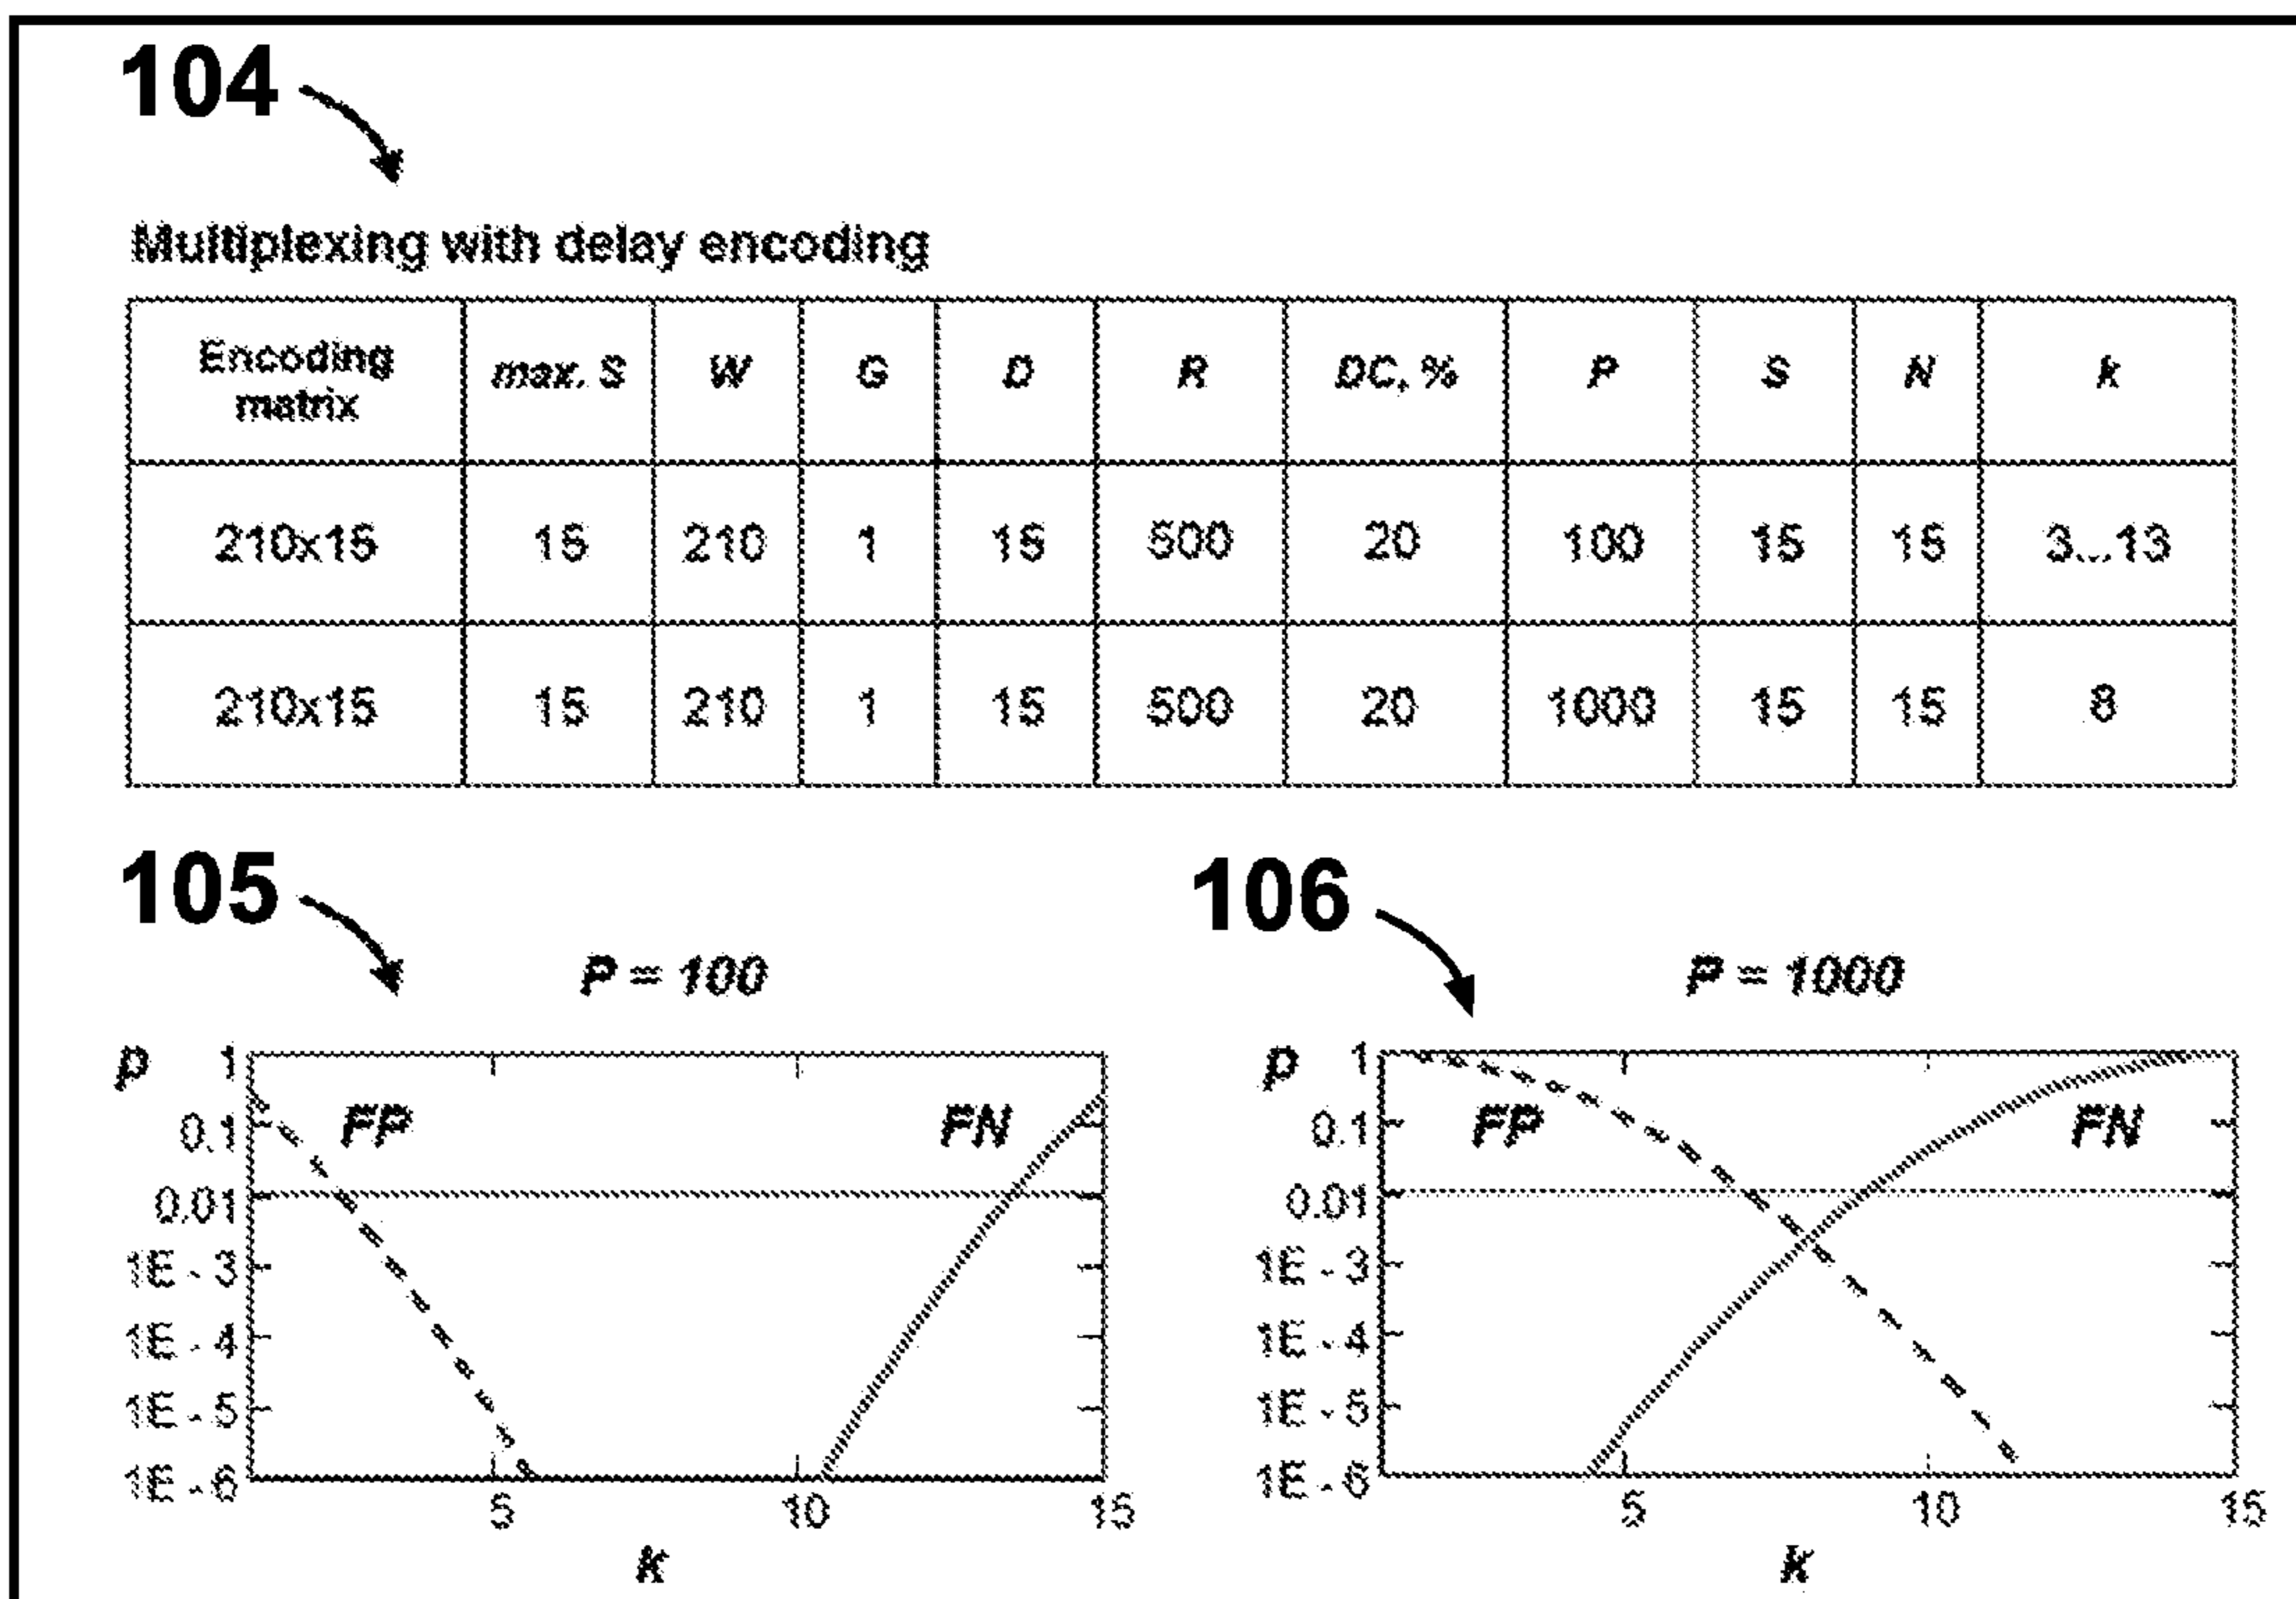 104
Multiplexing with delay encoding
Encoding matrix max. S W G D R DC, % P S N k
210x15 15 210 1 15 500 20 100 15 15 3...13
210x15 15 210 1 15 500 20 1000 15 15 8
105
106
P = 100
P = 1000
p 1
0.1
0.01
1E - 3
1E - 4
1E - 5
1E - 6
FP
FN
5 10 15
k
p 1
0.1
0.01
1E - 3
1E - 4
1E - 5
1E - 6
FP
FN
5 10 15
k